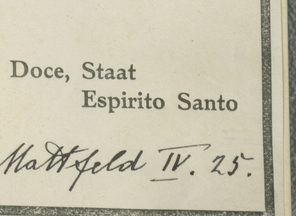 Doce, Staat
Espirito Santo
Mattfeld IV. 25.